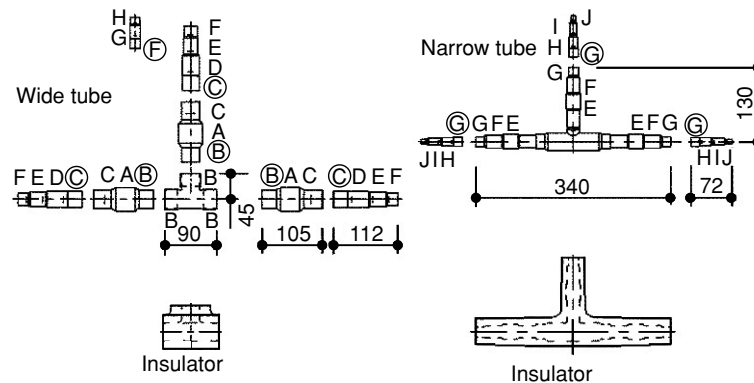 H
G Ⓕ
F
E
D
Ⓒ
Wide tube
C
A
Ⓑ
F E D Ⓒ C A Ⓑ B Ⓑ A C Ⓒ D E F
B B
45
90 105 112
Insulator
Narrow tube
I J
H Ⓖ
G
F
E
130
Ⓖ G F E E F G Ⓖ
J I H H I J
340 72
Insulator